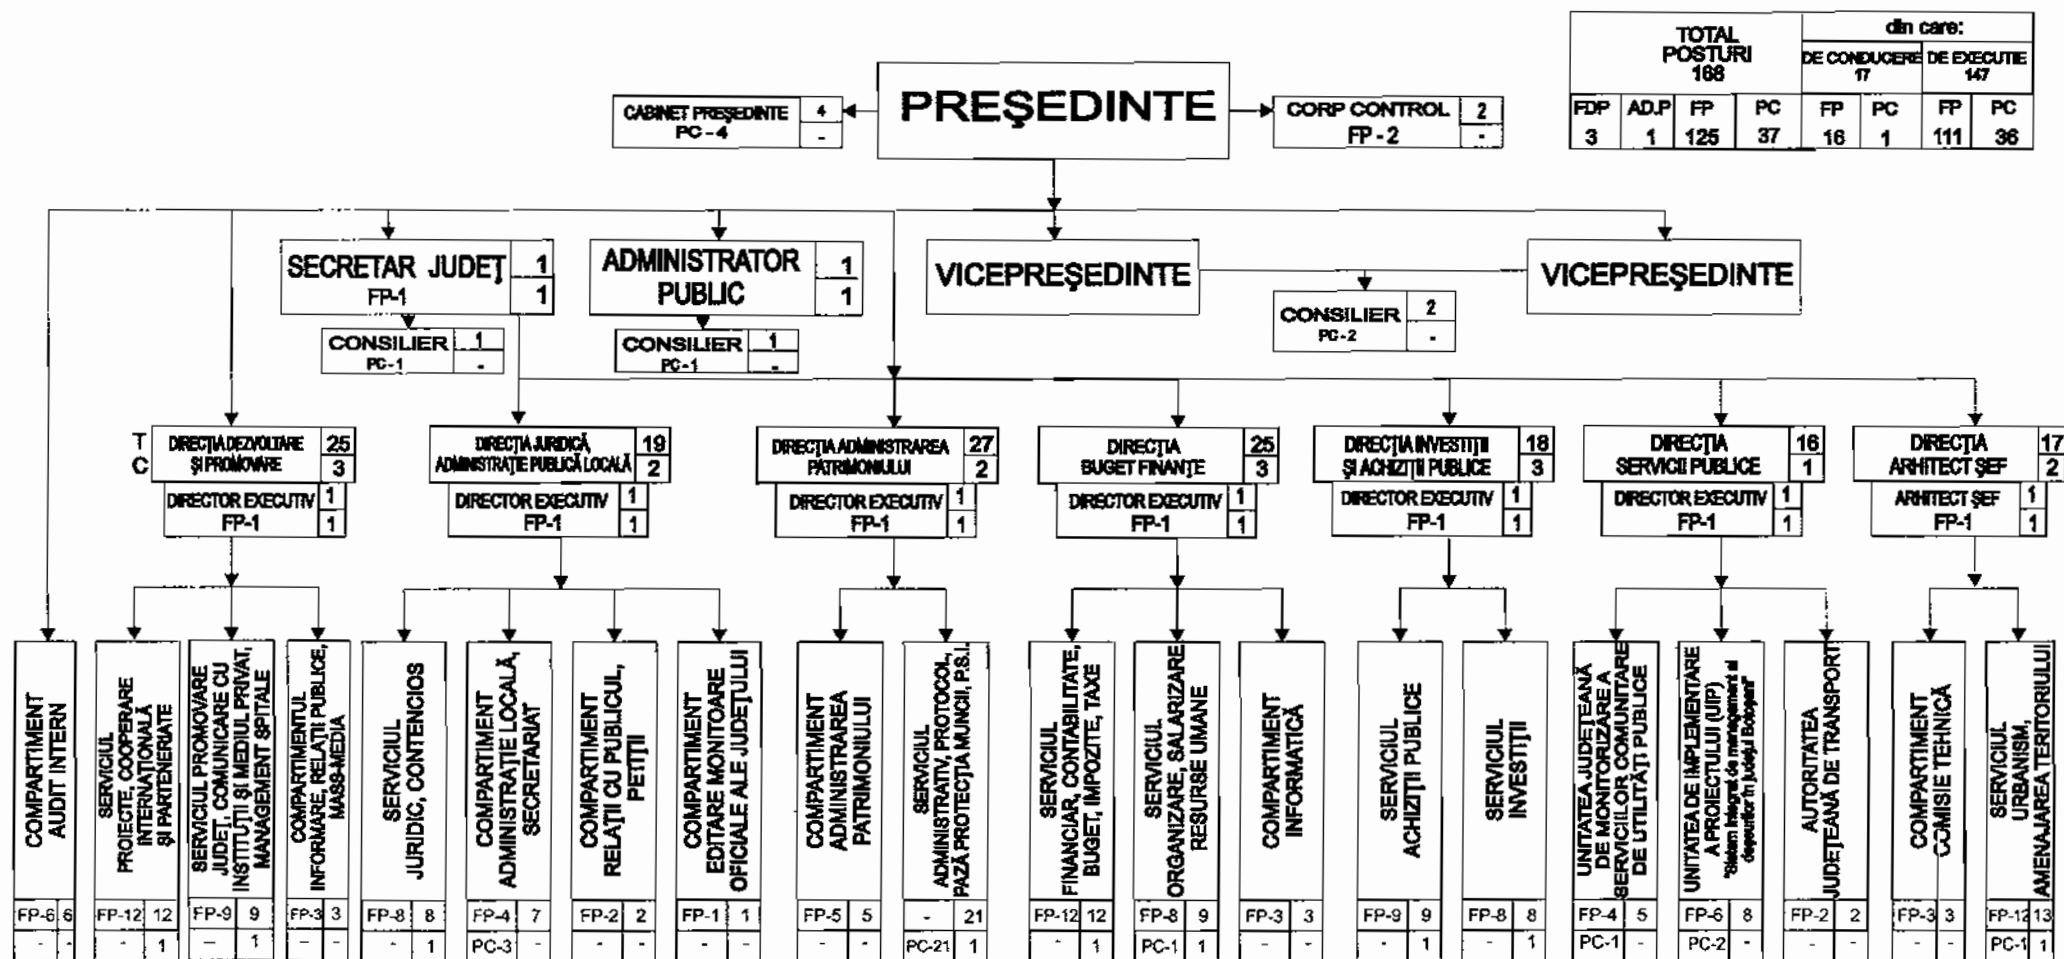 TOTAL
POSTURI
168
din care:
DE CONDUCERE
17
DE EXECUTIE
147
FDP AD.P FP PC FP PC FP PC
3 1 125 37 16 1 111 36
PREŞEDINTE
CABINET PREŞEDINTE 4
PC - 4 -
CORP CONTROL 2
FP - 2 -
SECRETAR JUDEŢ 1
FP-1 1
ADMINISTRATOR 1
PUBLIC 1
VICEPREŞEDINTE
VICEPREŞEDINTE
CONSILIER 1
PC-1 -
CONSILIER 1
PC-1 -
CONSILIER 2
PC-2 -
T
C
DIRECŢIA DEZVOLTARE 25
ŞI PROMOVARE 3
DIRECTOR EXECUTIV 1
FP-1 1
DIRECŢIA JURIDICĂ, 19
ADMINISTRAŢIE PUBLICĂ LOCALĂ 2
DIRECTOR EXECUTIV 1
FP-1 1
DIRECŢIA ADMINISTRAREA 27
PATRIMONIULUI 2
DIRECTOR EXECUTIV 1
FP-1 1
DIRECŢIA 25
BUGET FINANŢE 3
DIRECTOR EXECUTIV 1
FP-1 1
DIRECŢIA INVESTIŢII 18
ŞI ACHIZIŢII PUBLICE 3
DIRECTOR EXECUTIV 1
FP-1 1
DIRECŢIA 16
SERVICII PUBLICE 1
DIRECTOR EXECUTIV 1
FP-1 1
DIRECŢIA 17
ARHITECT ŞEF 2
ARHITECT ŞEF 1
FP-1 1
COMPARTIMENT
AUDIT INTERN
FP-6 6
- -
SERVICIUL
PROIECTE, COOPERARE
INTERNAŢIONALĂ
ŞI PARTENERIATE
FP-12 12
- 1
SERVICIUL PROMOVARE
JUDEŢ, COMUNICARE CU
INSTITUŢII ŞI MEDIUL PRIVAT,
MANAGEMENT SPITALE
FP-9 9
- 1
COMPARTIMENTUL
INFORMARE, RELAŢII PUBLICE,
MASS-MEDIA
FP-3 3
- -
SERVICIUL
JURIDIC, CONTENCIOS
FP-8 8
- 1
COMPARTIMENT
ADMINISTRAŢIE LOCALĂ,
SECRETARIAT
FP-4 7
PC-3 -
COMPARTIMENT
RELAŢII CU PUBLICUL,
PETIŢII
FP-2 2
- -
COMPARTIMENT
EDITARE MONITOARE
OFICIALE ALE JUDEŢULUI
FP-1 1
- -
COMPARTIMENT
ADMINISTRAREA
PATRIMONIULUI
FP-5 5
- -
SERVICIUL
ADMINISTRATIV, PROTOCOL,
PAZĂ PROTECŢIA MUNCII, P.S.I.
- 21
PC-21 1
SERVICIUL
FINANCIAR, CONTABILITATE,
BUGET, IMPOZITE, TAXE
FP-12 12
- 1
SERVICIUL
ORGANIZARE, SALARIZARE
RESURSE UMANE
FP-8 9
PC-1 1
COMPARTIMENT
INFORMATICĂ
FP-3 3
- -
SERVICIUL
ACHIZIŢII PUBLICE
FP-9 9
- 1
SERVICIUL
INVESTIŢII
FP-8 8
- 1
UNITATEA JUDEŢEANĂ
DE MONITORIZARE A
SERVICIILOR COMUNITARE
DE UTILITĂŢI PUBLICE
FP-4 5
PC-1 -
UNITATEA DE IMPLEMENTARE
A PROIECTULUI (UIP)
"Sistem integrat de management al
deşeurilor în judeţul Botoşani"
FP-6 8
PC-2 -
AUTORITATEA
JUDEŢEANĂ DE TRANSPORT
FP-2 2
- -
COMPARTIMENT
COMISIE TEHNICĂ
FP-3 3
- -
SERVICIUL
URBANISM,
AMENAJAREA TERITORIULUI
FP-12 13
PC-1 1